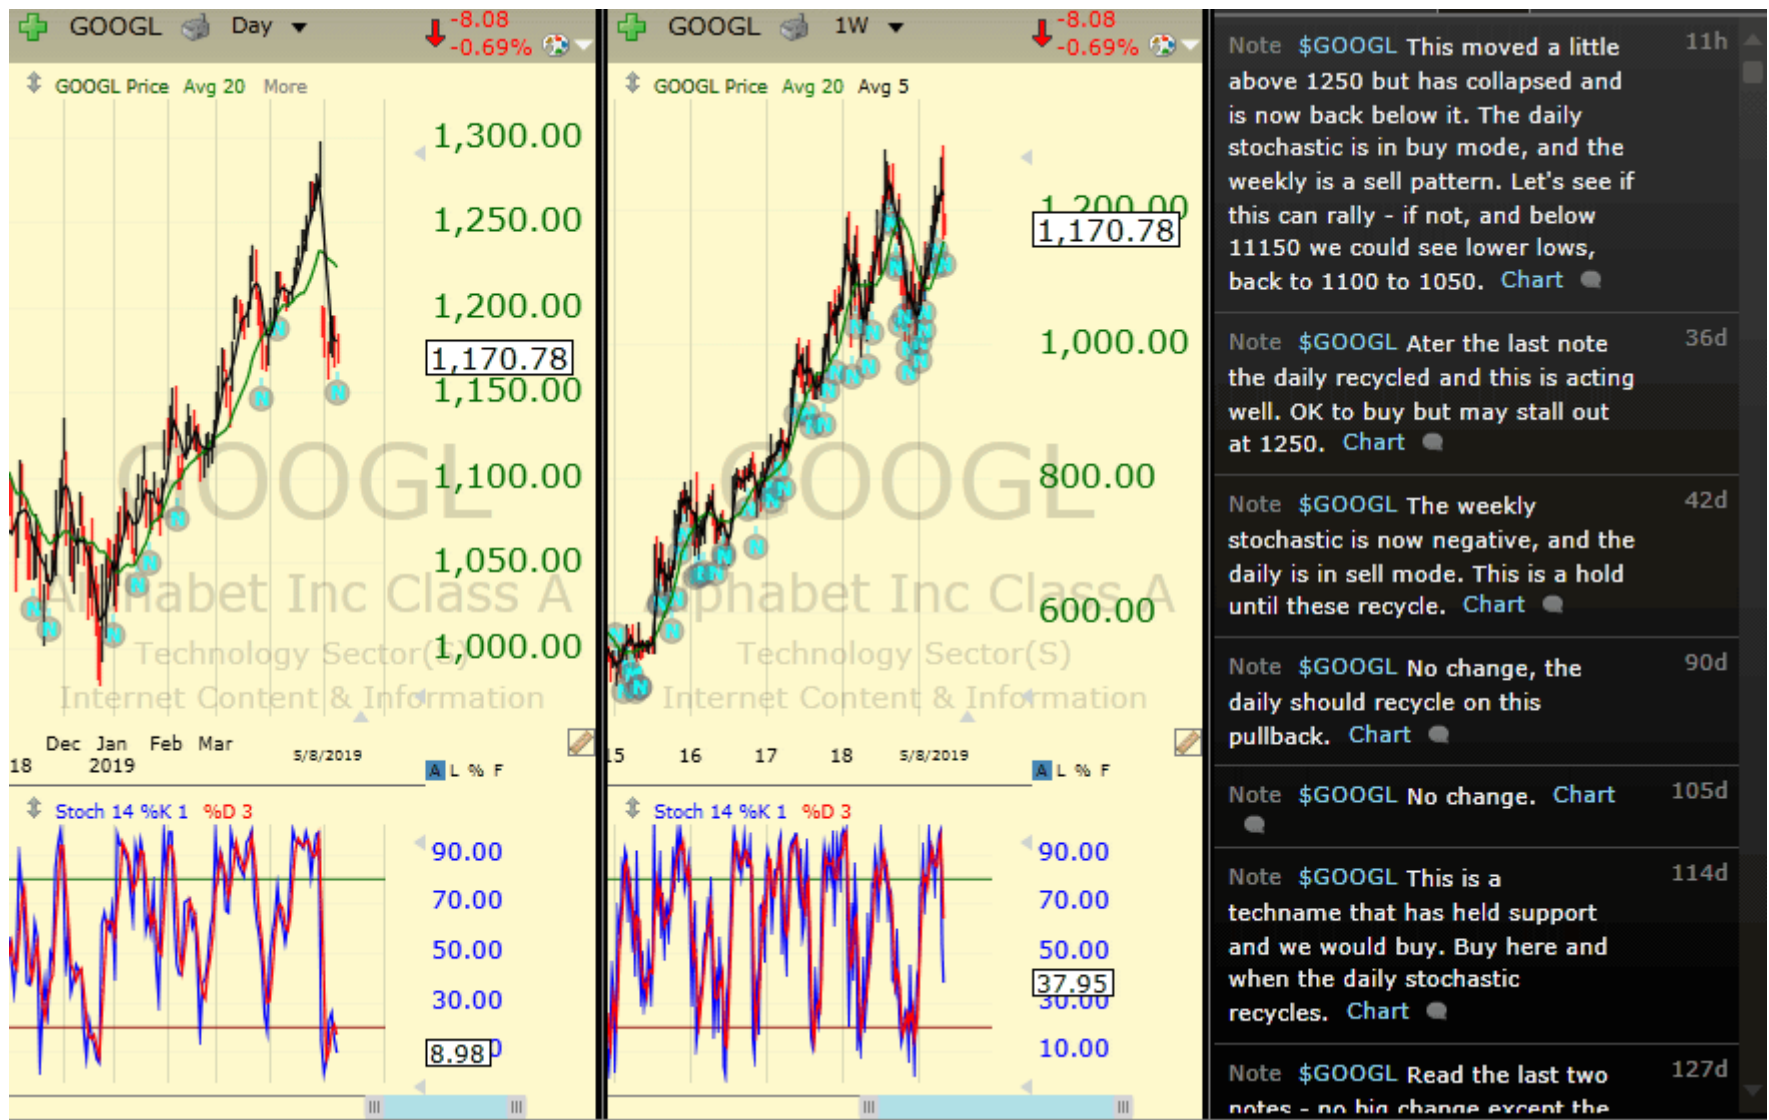 GOOGL Day
-8.08
-0.69%
GOOGL Price Avg 20 More
1,300.00
1,250.00
1,200.00
1,170.78
1,150.00
1,100.00
1,050.00
1,000.00
GOOGL
Alphabet Inc Class A
Technology Sector(S)
Internet Content & Information
Dec Jan Feb Mar
18 2019 5/8/2019
A L % F
Stoch 14 %K 1 %D 3
90.00
70.00
50.00
30.00
8.98
GOOGL 1W
-8.08
-0.69%
GOOGL Price Avg 20 Avg 5
1,200.00
1,170.78
1,000.00
800.00
600.00
GOOGL
Alphabet Inc Class A
Technology Sector(S)
Internet Content & Information
15 16 17 18 5/8/2019
A L % F
Stoch 14 %K 1 %D 3
90.00
70.00
50.00
37.95
30.00
10.00
Note $GOOGL This moved a little 11h
above 1250 but has collapsed and
is now back below it. The daily
stochastic is in buy mode, and the
weekly is a sell pattern. Let's see if
this can rally - if not, and below
11150 we could see lower lows,
back to 1100 to 1050. Chart
Note $GOOGL Ater the last note 36d
the daily recycled and this is acting
well. OK to buy but may stall out
at 1250. Chart
Note $GOOGL The weekly 42d
stochastic is now negative, and the
daily is in sell mode. This is a hold
until these recycle. Chart
Note $GOOGL No change, the 90d
daily should recycle on this
pullback. Chart
Note $GOOGL No change. Chart 105d
Note $GOOGL This is a 114d
techname that has held support
and we would buy. Buy here and
when the daily stochastic
recycles. Chart
Note $GOOGL Read the last two 127d
notes - no big change except the